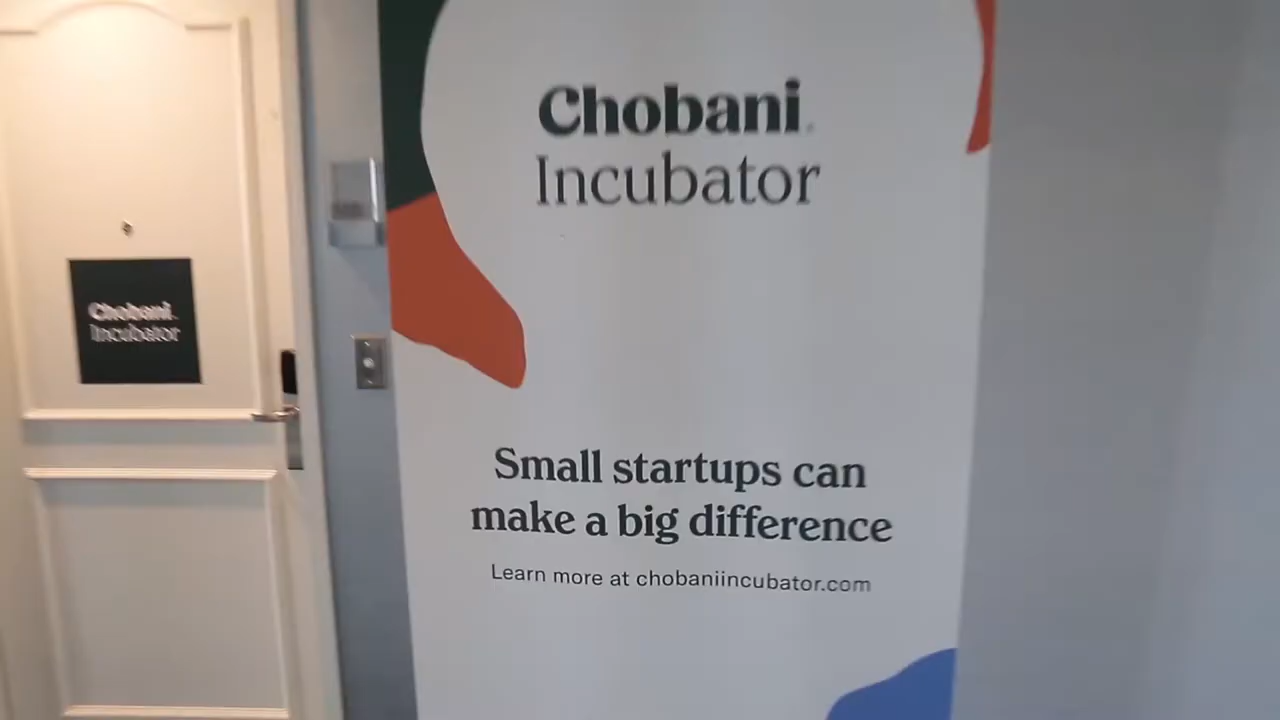 Chobani.
Incubator
Chobani.
Incubator
Small startups can
make a big difference
Learn more at chobaniincubator.com